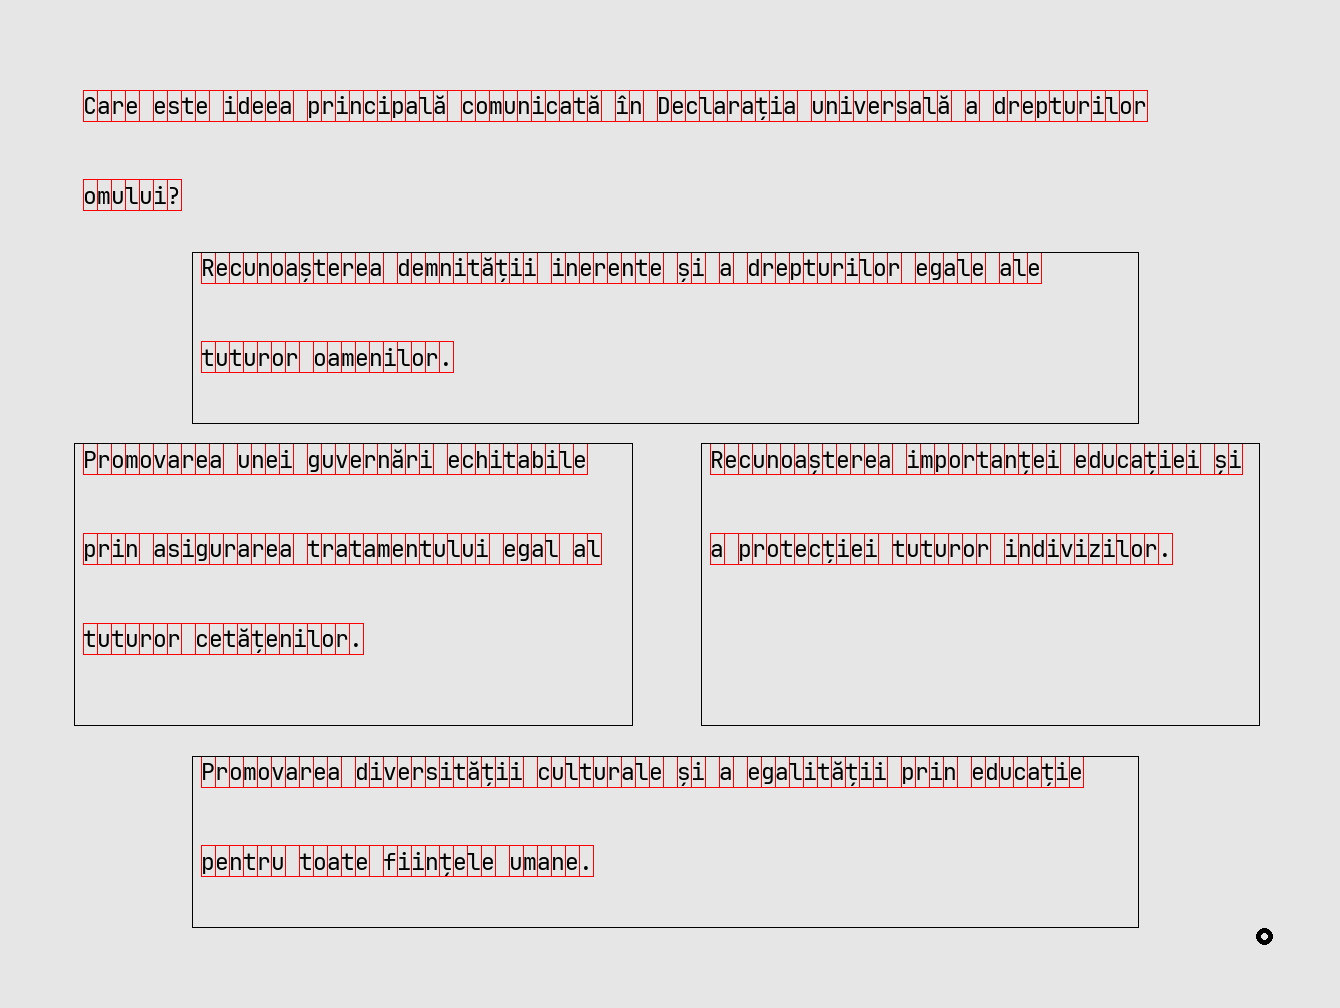 Care este ideea principală comunicată în Declarația universală a drepturilor
omului?
Recunoașterea demnității inerente și a drepturilor egale ale
tuturor oamenilor.
Promovarea unei guvernări echitabile
prin asigurarea tratamentului egal al
tuturor cetățenilor.
Recunoașterea importanței educației și
a protecției tuturor indivizilor.
Promovarea diversității culturale și a egalității prin educație
pentru toate ființele umane.